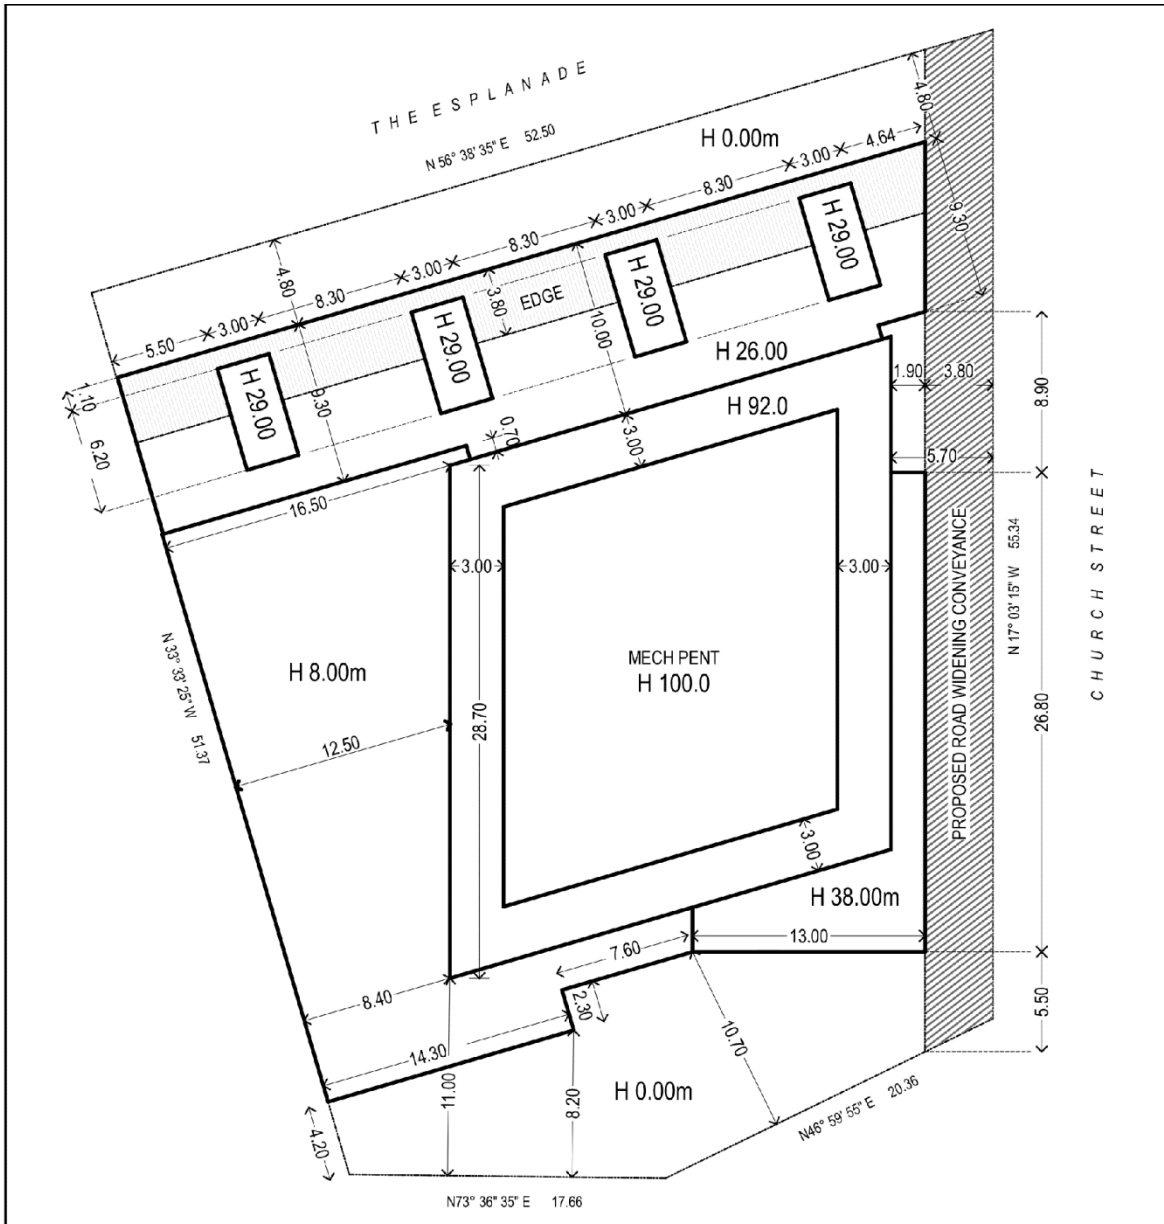 THE ESPLANADE
N 56° 38' 35" E 52.50
H 0.00m
4.80
4.64
3.00
8.30
3.00
8.30
3.00
8.30
3.00
5.50
4.80
9.30
3.80
EDGE
10.00
9.30
1.10
6.20
H 29.00
H 29.00
H 29.00
H 29.00
H 26.00
1.90
3.80
8.90
H 92.0
0.70
3.00
5.70
16.50
3.00
3.00
CHURCH STREET
N 17° 03' 15" W 55.34
PROPOSED ROAD WIDENING CONVEYANCE
N 33° 33' 25" W 51.37
H 8.00m
MECH PENT
H 100.0
28.70
12.50
26.80
3.00
H 38.00m
13.00
7.60
2.30
8.40
5.50
14.30
11.00
8.20
10.70
H 0.00m
4.20
N46° 59' 55" E 20.36
N73° 36" 35" E 17.66